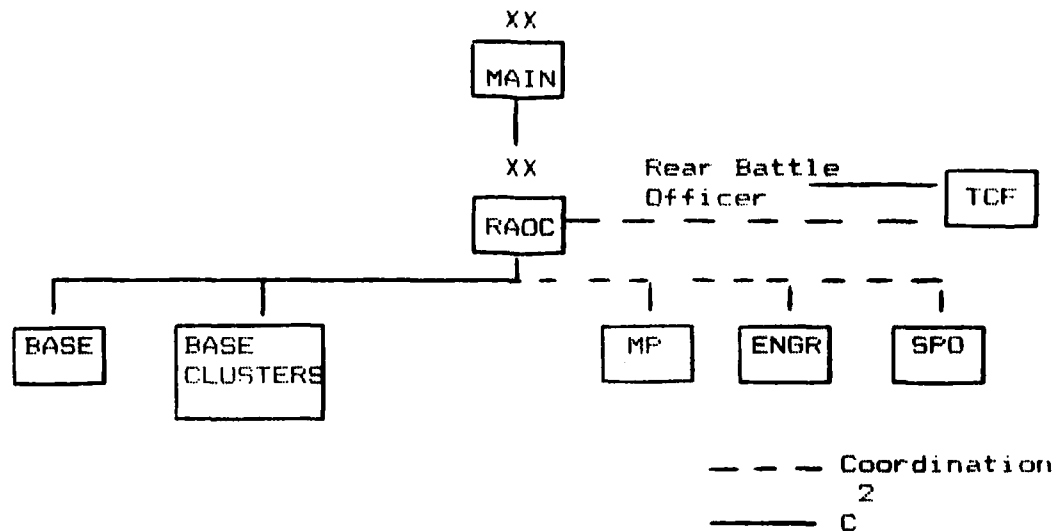 XX
MAIN
XX
RAOC
Rear Battle
Officer
TCF
BASE
BASE
CLUSTERS
MP
ENGR
SPO
Coordination
2
C